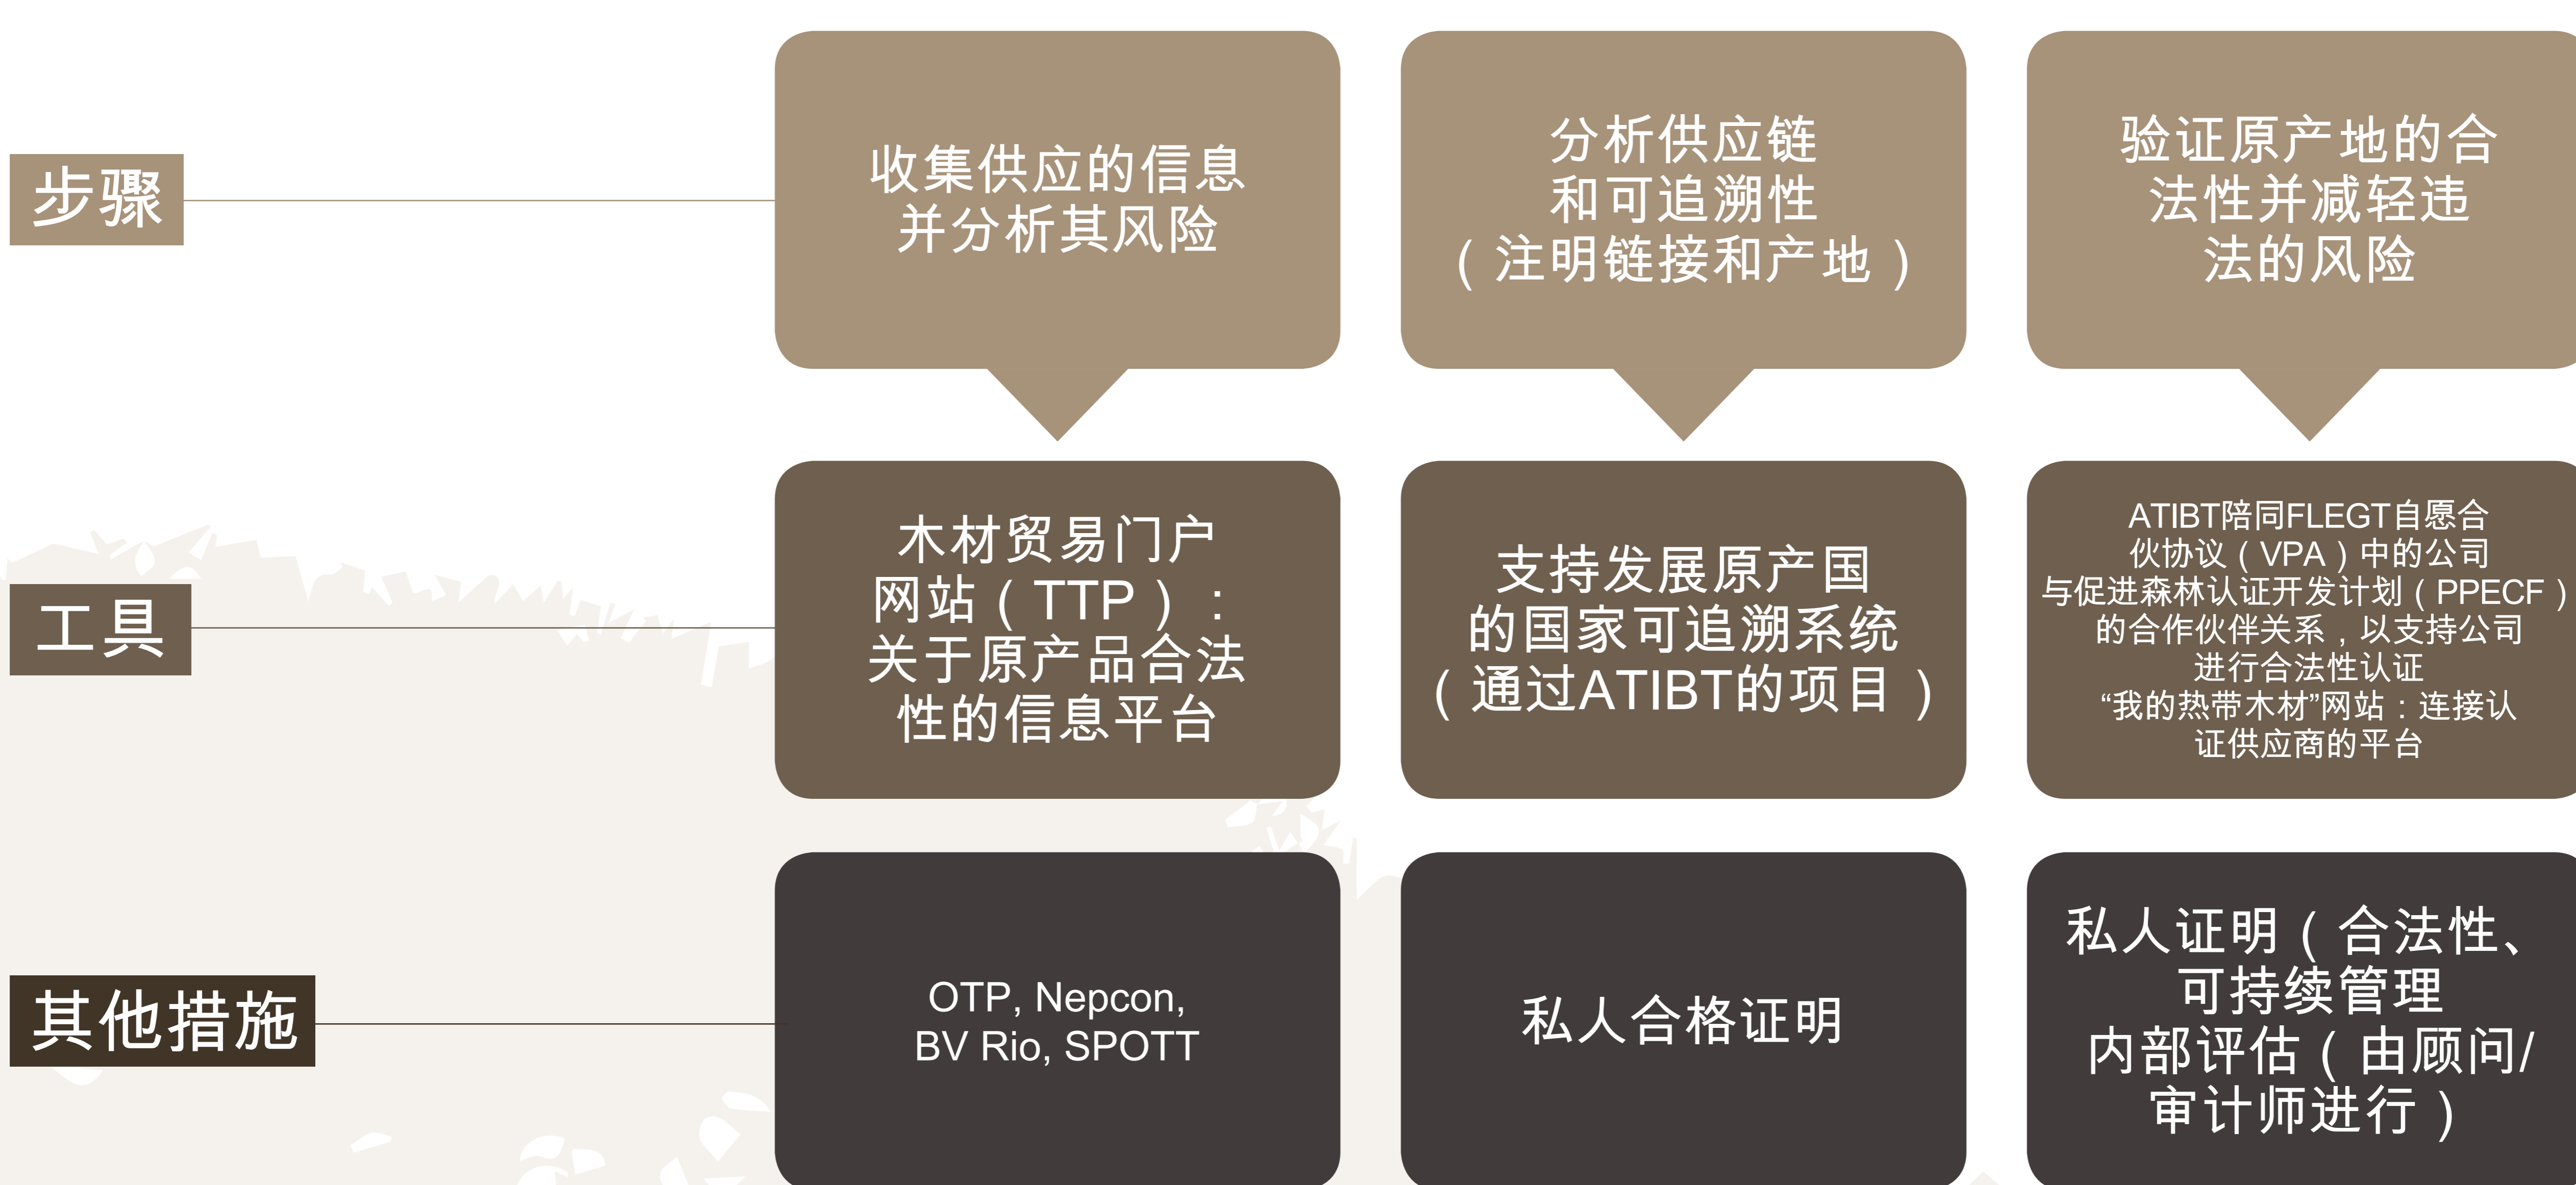 步骤
收集供应的信息
并分析其风险
分析供应链
和可追溯性
（注明链接和产地）
验证原产地的合
法性并减轻违
法的风险
工具
木材贸易门户
网站（TTP）：
关于原产品合法
性的信息平台
支持发展原产国
的国家可追溯系统
（通过ATIBT的项目）
ATIBT陪同FLEGT自愿合
伙协议（VPA）中的公司
与促进森林认证开发计划（PPECF）
的合作伙伴关系，以支持公司
进行合法性认证
“我的热带木材”网站：连接认
证供应商的平台
其他措施
OTP, Nepcon,
BV Rio, SPOTT
私人合格证明
私人证明（合法性、
可持续管理
内部评估（由顾问/
审计师进行）